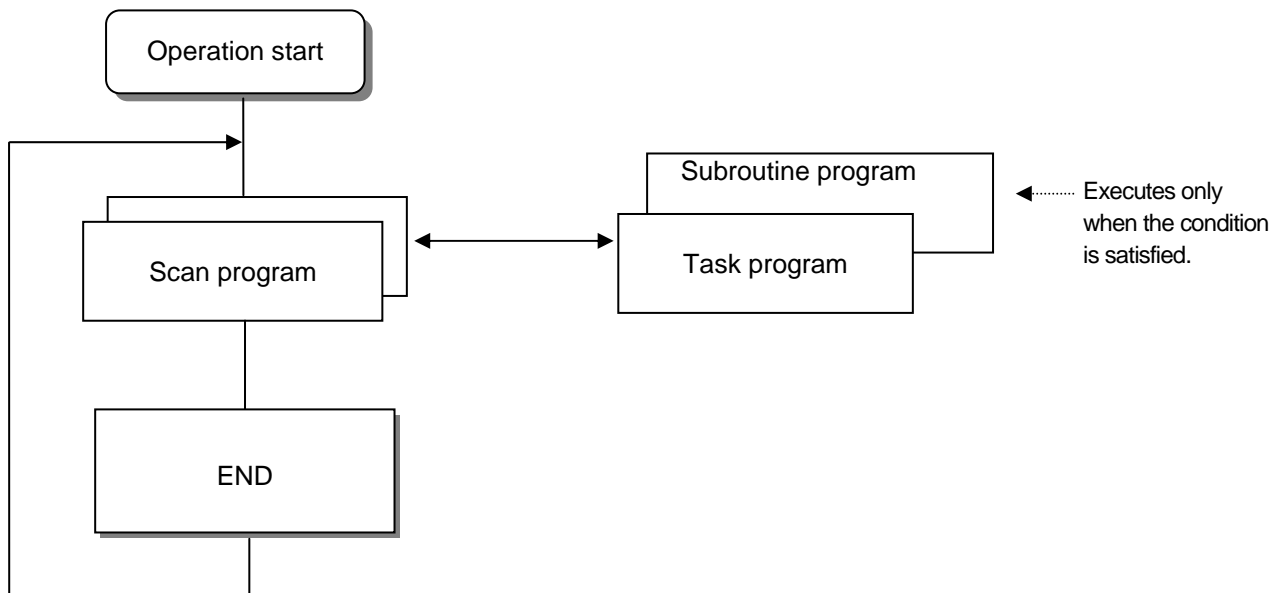 Operation start
Subroutine program
Executes only
when the condition
is satisfied.
Scan program
Task program
END